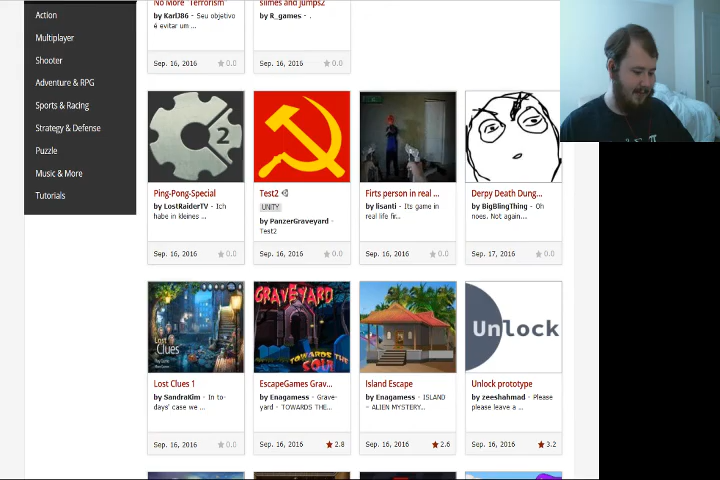 Action
Multiplayer
Shooter
Adventure & RPG
Sports & Racing
Strategy & Defense
Puzzle
Music & More
Tutorials
No More "Terrorism"
by KarlJ86 - Seu objetivo
é evitar um ...
Sep. 16, 2016 0.0
slimes and jumps2
by R_games - .
Sep. 16, 2016 0.0
2
Ping-Pong-Special
by LostRaiderTV - Ich
habe in kleines ...
Sep. 16, 2016 0.0
Test2
UNITY
by PanzerGraveyard -
Test2
Sep. 16, 2016 0.0
Firts person in real ...
by lisanti - Its game in
real life fir...
Sep. 16, 2016 0.0
Derpy Death Dung...
by BigBlingThing - Oh
noes. Not again...
Sep. 17, 2016 0.0
Lost
Clues
Lost Clues 1
by SandraKim - In to-
days' case we ...
Sep. 16, 2016 0.0
GRAVEYARD
TOWARDS THE
SOUL
EscapeGames Grav...
by Enagamess - Grave-
yard - TOWARDS THE...
Sep. 16, 2016 2.8
Island Escape
by Enagamess - ISLAND
- ALIEN MYSTERY...
Sep. 16, 2016 2.6
Unlock
Unlock prototype
by zeeshahmad - Please
please leave a ...
Sep. 16, 2016 3.2